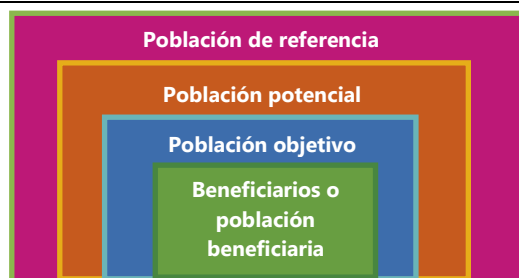 Población de referencia
Población potencial
Población objetivo
Beneficiarios o
población
beneficiaria